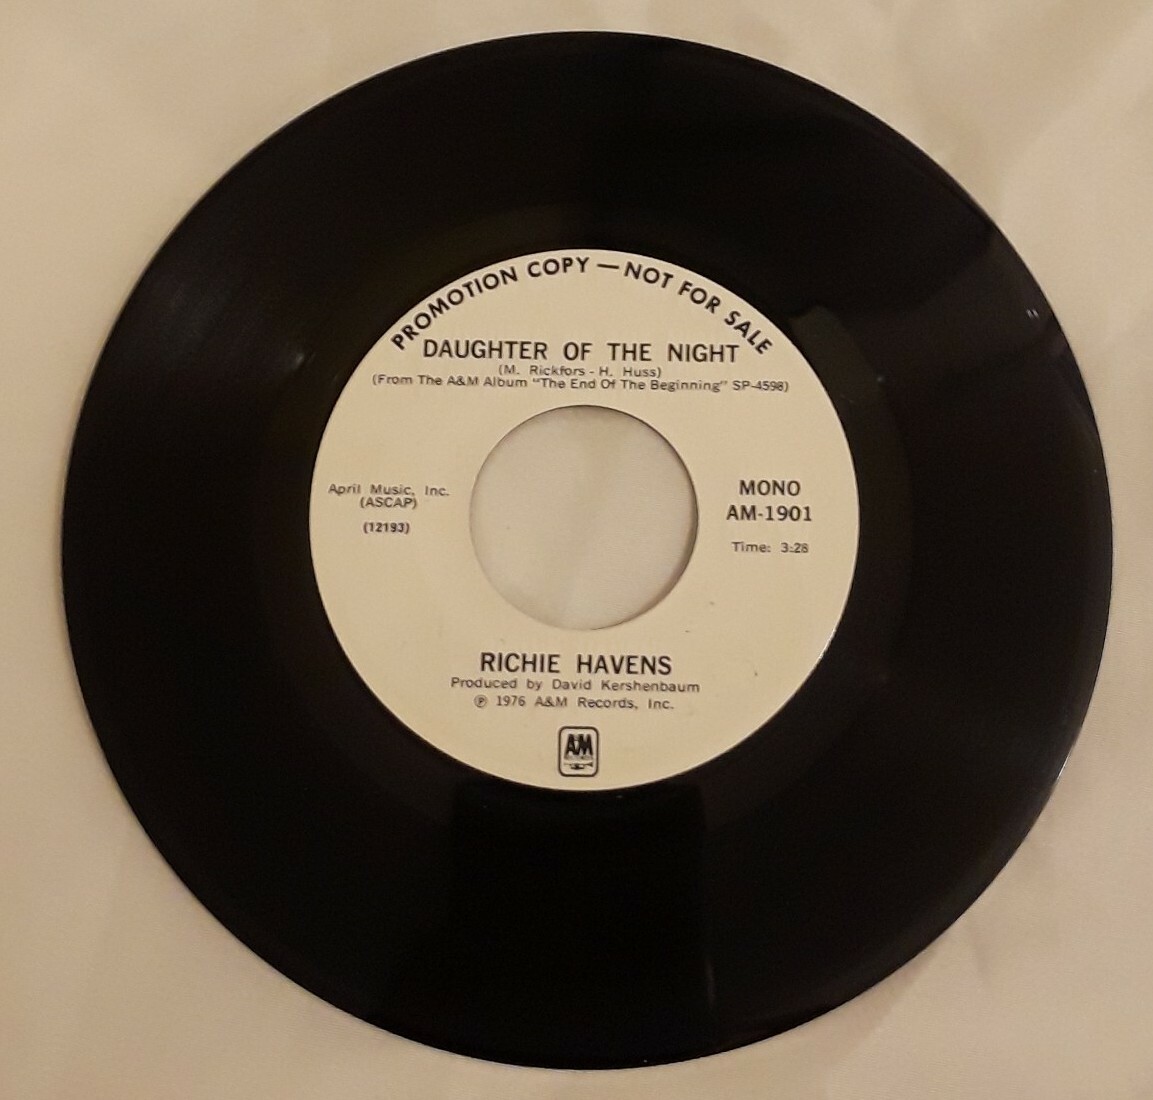 PROMOTION COPY — NOT FOR SALE
DAUGHTER OF THE NIGHT
(M. Rickfors - H. Huss)
(From The A&M Album "The End Of The Beginning" SP-4598)
April Music, Inc.
(ASCAP)
(12193)
MONO
AM-1901
Time: 3:28
RICHIE HAVENS
Produced by David Kershenbaum
℗ 1976 A&M Records, Inc.
A&M
RECORDS